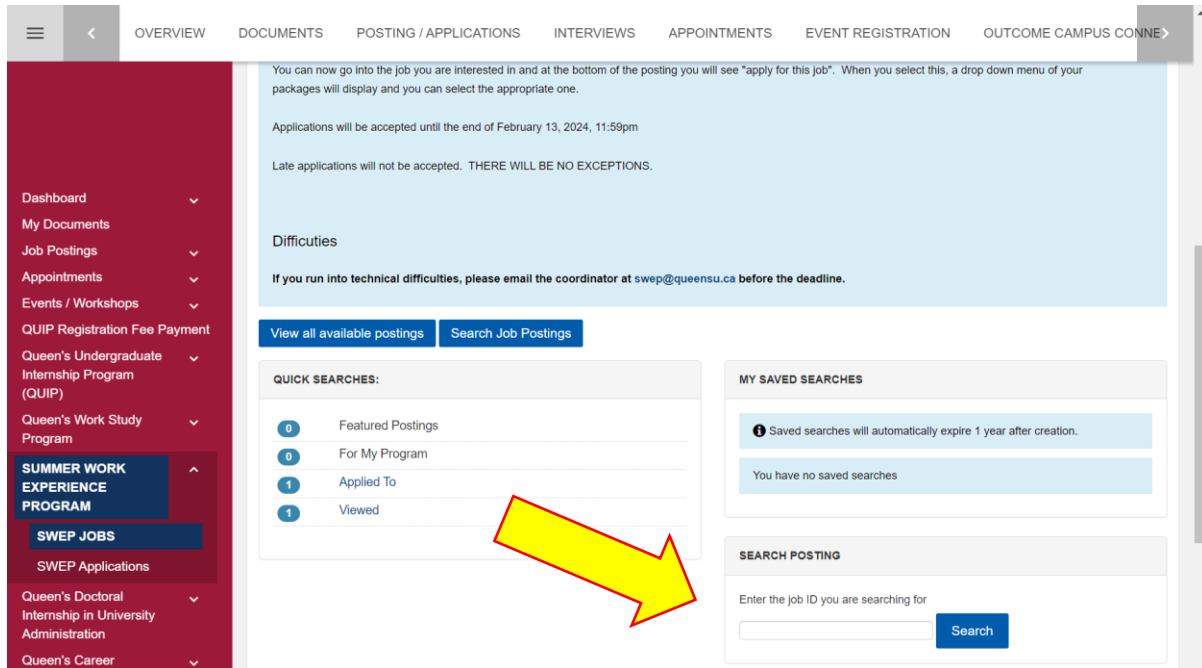 OVERVIEW DOCUMENTS POSTING / APPLICATIONS INTERVIEWS APPOINTMENTS EVENT REGISTRATION OUTCOME CAMPUS CONNE
Dashboard
My Documents
Job Postings
Appointments
Events / Workshops
QUIP Registration Fee Payment
Queen's Undergraduate
Internship Program
(QUIP)
Queen's Work Study
Program
SUMMER WORK
EXPERIENCE
PROGRAM
SWEP JOBS
SWEP Applications
Queen's Doctoral
Internship in University
Administration
Queen's Career
You can now go into the job you are interested in and at the bottom of the posting you will see "apply for this job". When you select this, a drop down menu of your
packages will display and you can select the appropriate one.
Applications will be accepted until the end of February 13, 2024, 11:59pm
Late applications will not be accepted. THERE WILL BE NO EXCEPTIONS.
Difficuties
If you run into technical difficulties, please email the coordinator at swep@queensu.ca before the deadline.
View all available postings Search Job Postings
QUICK SEARCHES:
0 Featured Postings
0 For My Program
1 Applied To
1 Viewed
MY SAVED SEARCHES
Saved searches will automatically expire 1 year after creation.
You have no saved searches
SEARCH POSTING
Enter the job ID you are searching for
Search